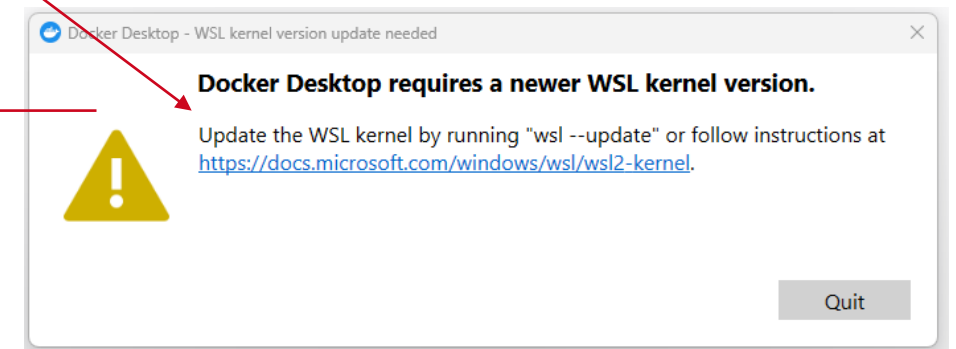 Docker Desktop - WSL kernel version update needed
Docker Desktop requires a newer WSL kernel version.
Update the WSL kernel by running "wsl --update" or follow instructions at
https://docs.microsoft.com/windows/wsl/wsl2-kernel.
Quit